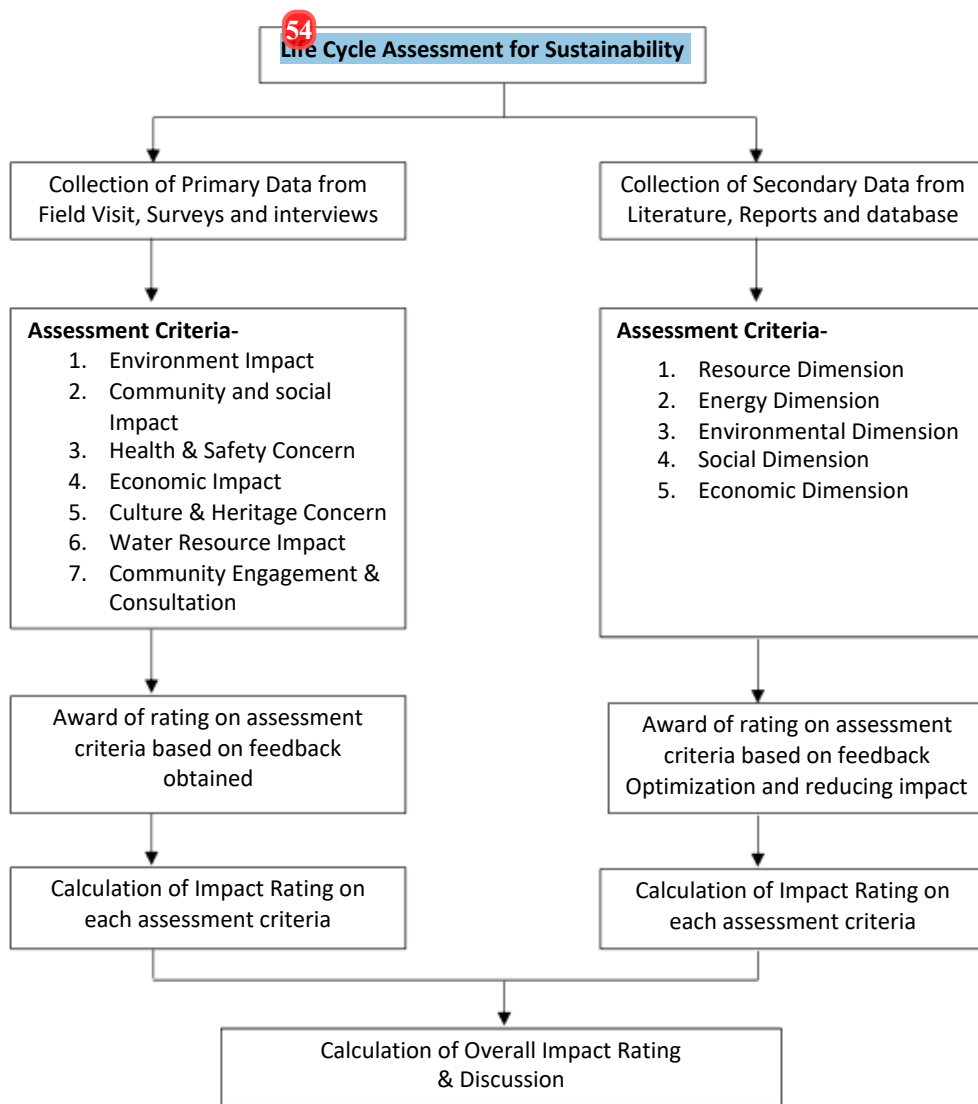 54
Life Cycle Assessment for Sustainability
Collection of Primary Data from
Field Visit, Surveys and interviews
Collection of Secondary Data from
Literature, Reports and database
Assessment Criteria-
1. Environment Impact
2. Community and social
Impact
3. Health & Safety Concern
4. Economic Impact
5. Culture & Heritage Concern
6. Water Resource Impact
7. Community Engagement &
Consultation
Assessment Criteria-
1. Resource Dimension
2. Energy Dimension
3. Environmental Dimension
4. Social Dimension
5. Economic Dimension
Award of rating on assessment
criteria based on feedback
obtained
Award of rating on assessment
criteria based on feedback
Optimization and reducing impact
Calculation of Impact Rating on
each assessment criteria
Calculation of Impact Rating on
each assessment criteria
Calculation of Overall Impact Rating
& Discussion